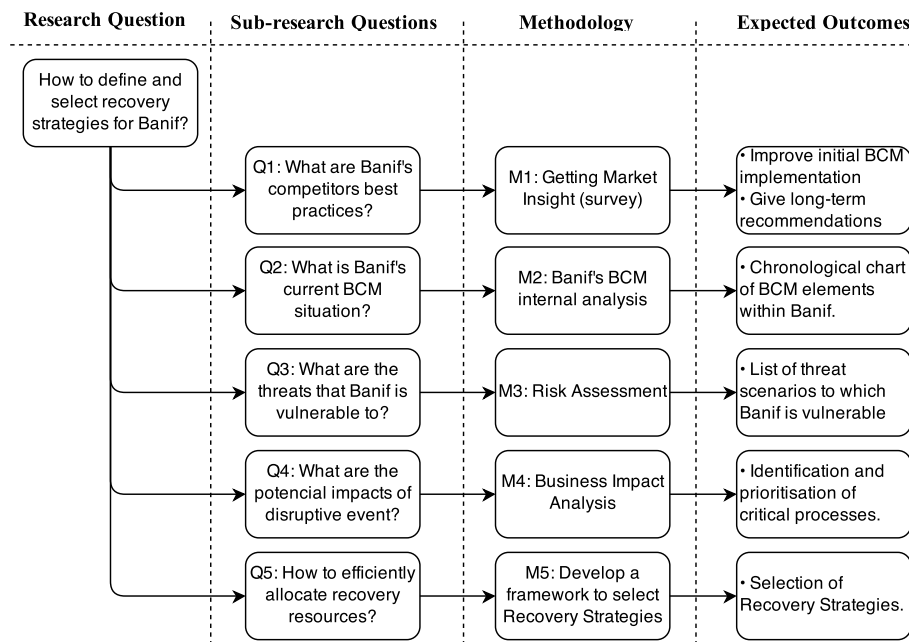 Research Question
Sub-research Questions
Methodology
Expected Outcomes
How to define and
select recovery
strategies for Banif?
Q1: What are Banif's
competitors best
practices?
M1: Getting Market
Insight (survey)
• Improve initial BCM
implementation
• Give long-term
recommendations
Q2: What is Banif's
current BCM
situation?
M2: Banif's BCM
internal analysis
• Chronological chart
of BCM elements
within Banif.
Q3: What are the
threats that Banif is
vulnerable to?
M3: Risk Assessment
• List of threat
scenarios to which
Banif is vulnerable
Q4: What are the
potencial impacts of
disruptive event?
M4: Business Impact
Analysis
• Identification and
prioritisation of
critical processes.
Q5: How to efficiently
allocate recovery
resources?
M5: Develop a
framework to select
Recovery Strategies
• Selection of
Recovery Strategies.